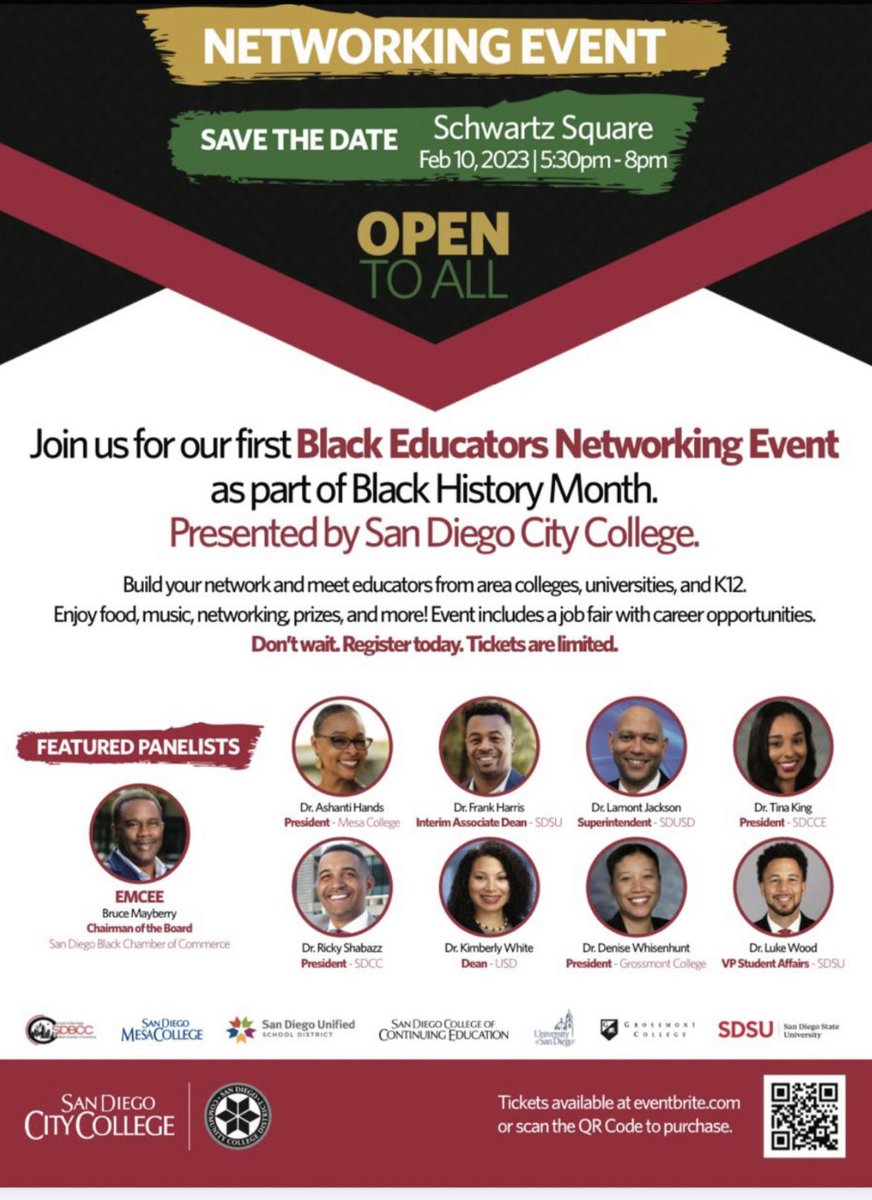 NETWORKING EVENT
SAVE THE DATE
Schwartz Square
Feb 10, 2023 | 5:30pm - 8pm
OPEN
TO ALL
Join us for our first Black Educators Networking Event
as part of Black History Month.
Presented by San Diego City College.
Build your network and meet educators from area colleges, universities, and K12.
Enjoy food, music, networking, prizes, and more! Event includes a job fair with career opportunities.
Don't wait. Register today. Tickets are limited.
FEATURED PANELISTS
EMCEE
Bruce Mayberry
Chairman of the Board
San Diego Black Chamber of Commerce
Dr. Ashanti Hands
President - Mesa College
Dr. Frank Harris
Interim Associate Dean - SDSU
Dr. Lamont Jackson
Superintendent - SDUSD
Dr. Tina King
President - SDCCE
Dr. Ricky Shabazz
President - SDCC
Dr. Kimberly White
Dean - USD
Dr. Denise Whisenhunt
President - Grossmont College
Dr. Luke Wood
VP Student Affairs - SDSU
SDBCC
SAN DIEGO
MESA COLLEGE
San Diego Unified
SCHOOL DISTRICT
SAN DIEGO COLLEGE OF
CONTINUING EDUCATION
University
of San Diego
GROSSMONT
COLLEGE
SDSU
San Diego State
University
SAN DIEGO
CITY COLLEGE
SAN DIEGO
COMMUNITY COLLEGE DISTRICT
Tickets available at eventbrite.com
or scan the QR Code to purchase.